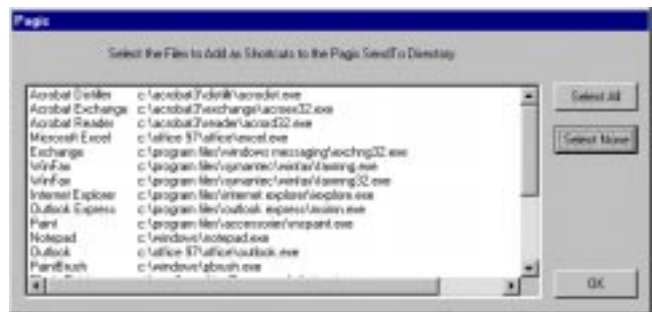 Pagis
Select the Files to Add as Shortcuts to the Pagis SendTo Directory
Acrobat Distiller c:\acrobat3\distillr\acrodist.exe
Acrobat Exchange c:\acrobat3\exchange\acroex32.exe
Acrobat Reader c:\acrobat3\reader\acrord32.exe
Microsoft Excel c:\office 97\office\excel.exe
Exchange c:\program files\windows messaging\exchng32.exe
WinFax c:\program files\symantec\winfax\
WinFax c:\program files\symantec\winfax\
Internet Explorer c:\program files\internet explorer\iexplore.exe
Outlook Express c:\program files\outlook express\msimn.exe
Paint c:\program files\accessories\mspaint.exe
Notepad c:\windows\notepad.exe
Outlook c:\office 97\office\outlook.exe
PaintBrush c:\windows\pbrush.exe
Select All
Select None
OK